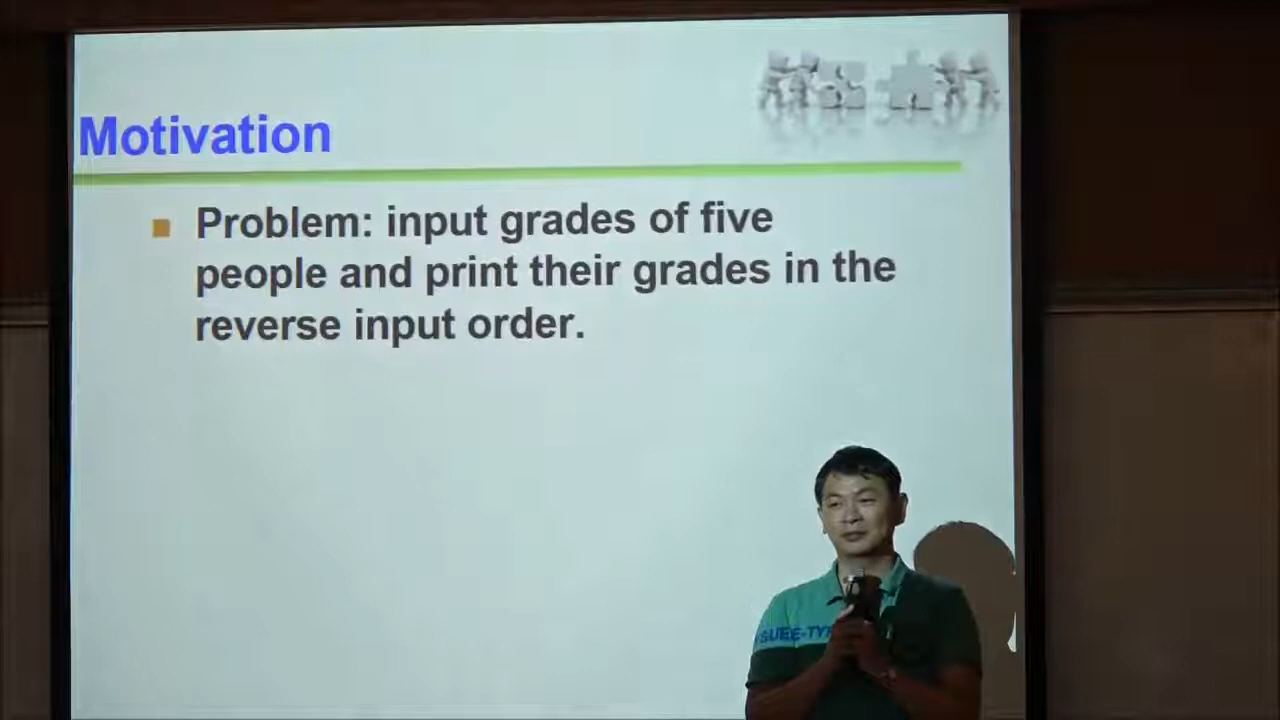 Motivation
Problem: input grades of five
people and print their grades in the
reverse input order.